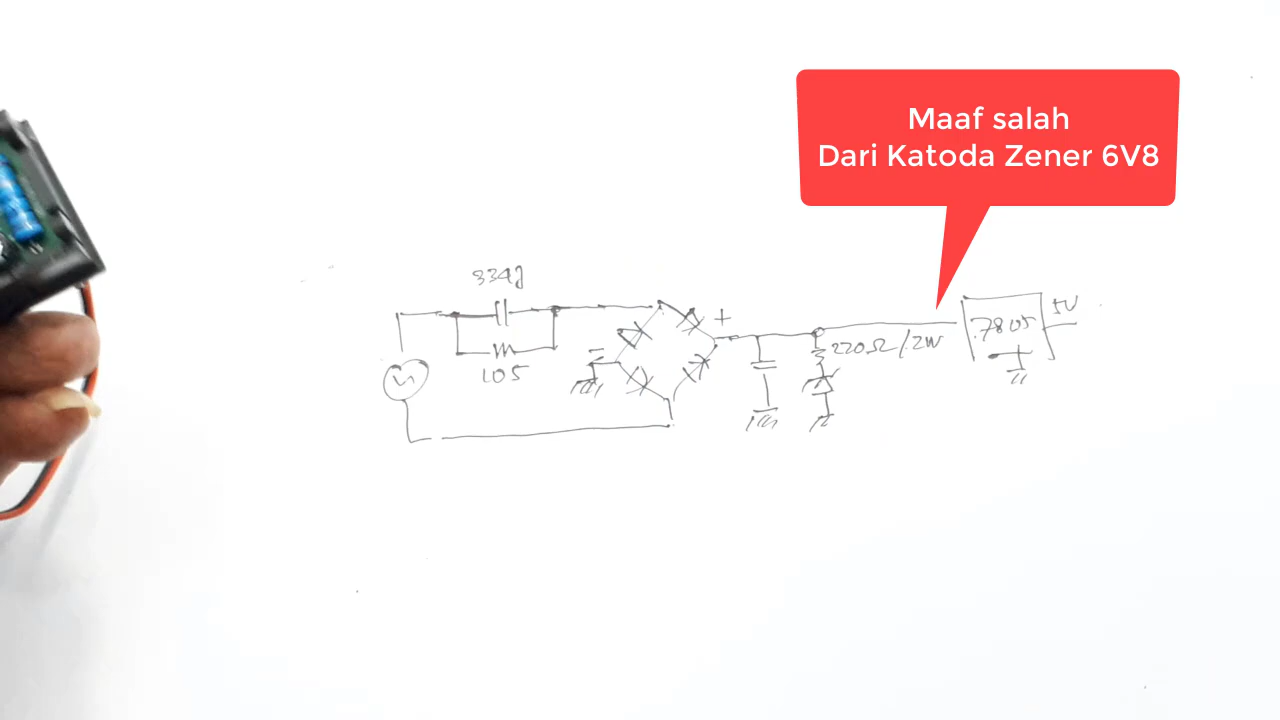 Maaf salah
Dari Katoda Zener 6V8
334J
105
+
220Ω/2W
7805
5V